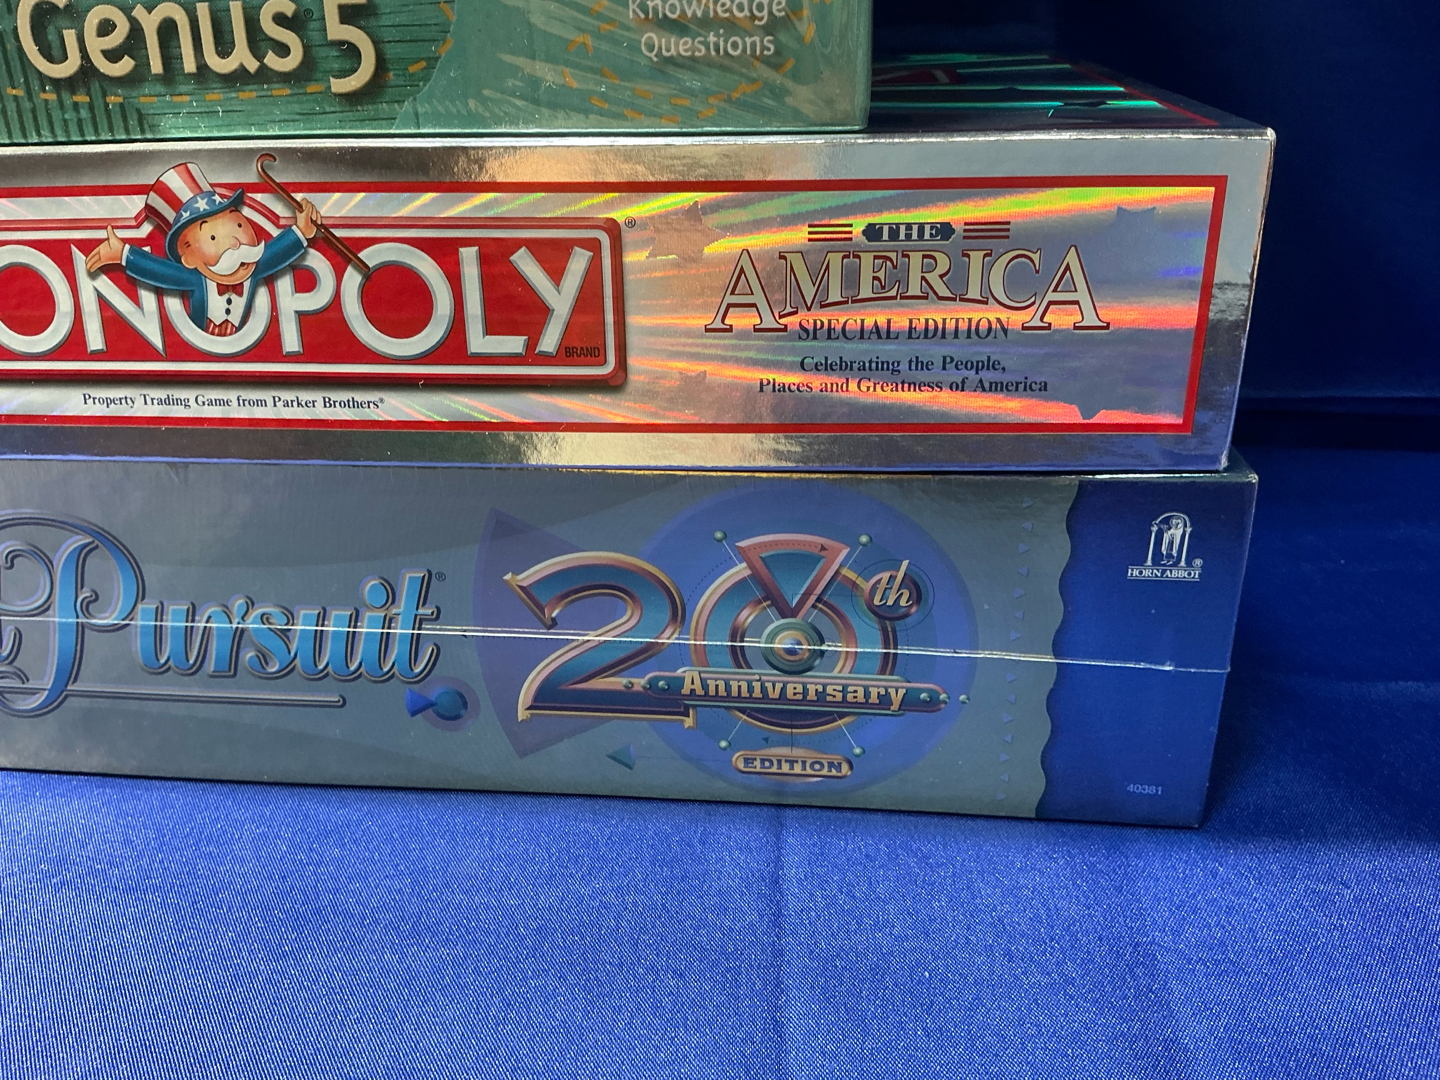 Genus® 5
Knowledge
Questions
ONOPOLY®
BRAND
Property Trading Game from Parker Brothers®
THE
AMERICA
SPECIAL EDITION
Celebrating the People,
Places and Greatness of America
Pursuit®
20th
Anniversary
EDITION
HORN ABBOT®
40381